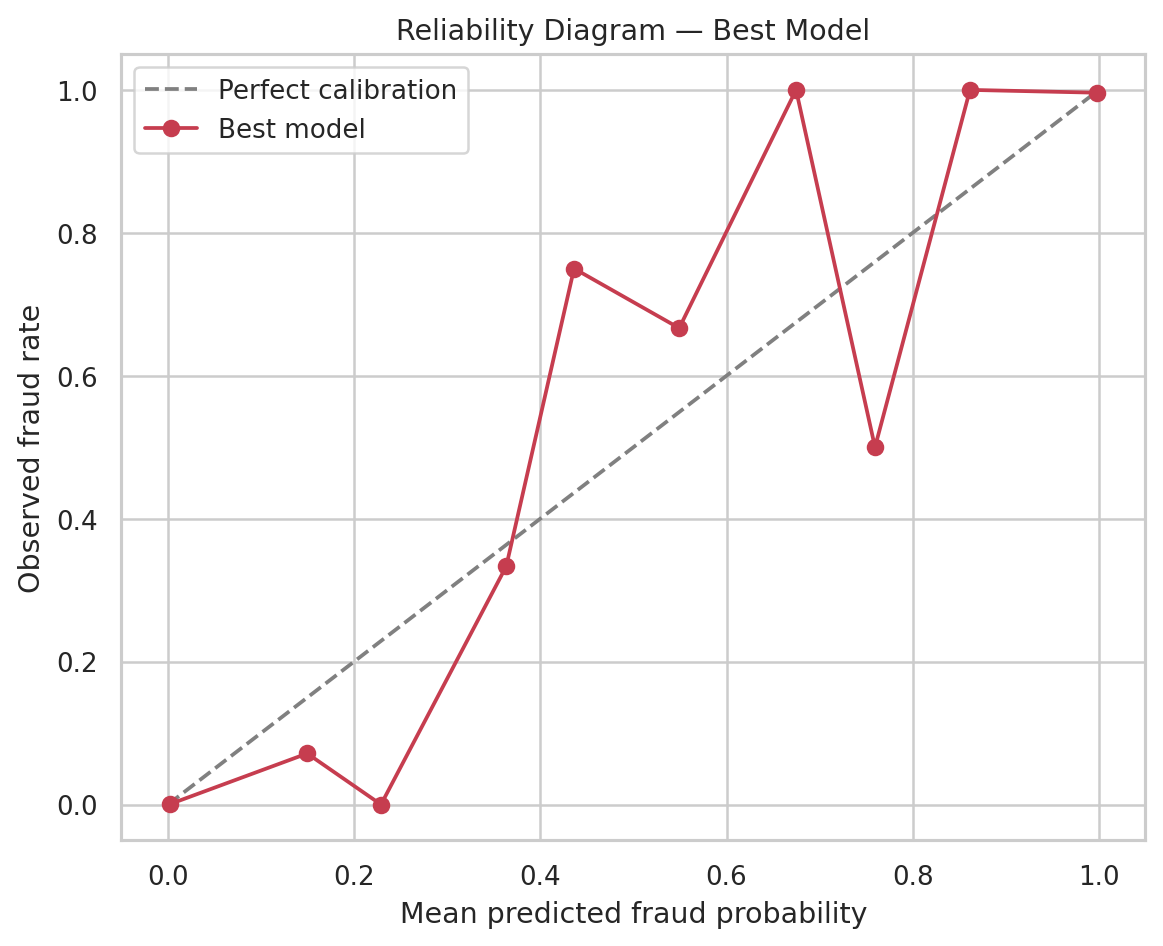 Reliability Diagram — Best Model
Perfect calibration
Best model
Observed fraud rate
1.0
0.8
0.6
0.4
0.2
0.0
0.0 0.2 0.4 0.6 0.8 1.0
Mean predicted fraud probability